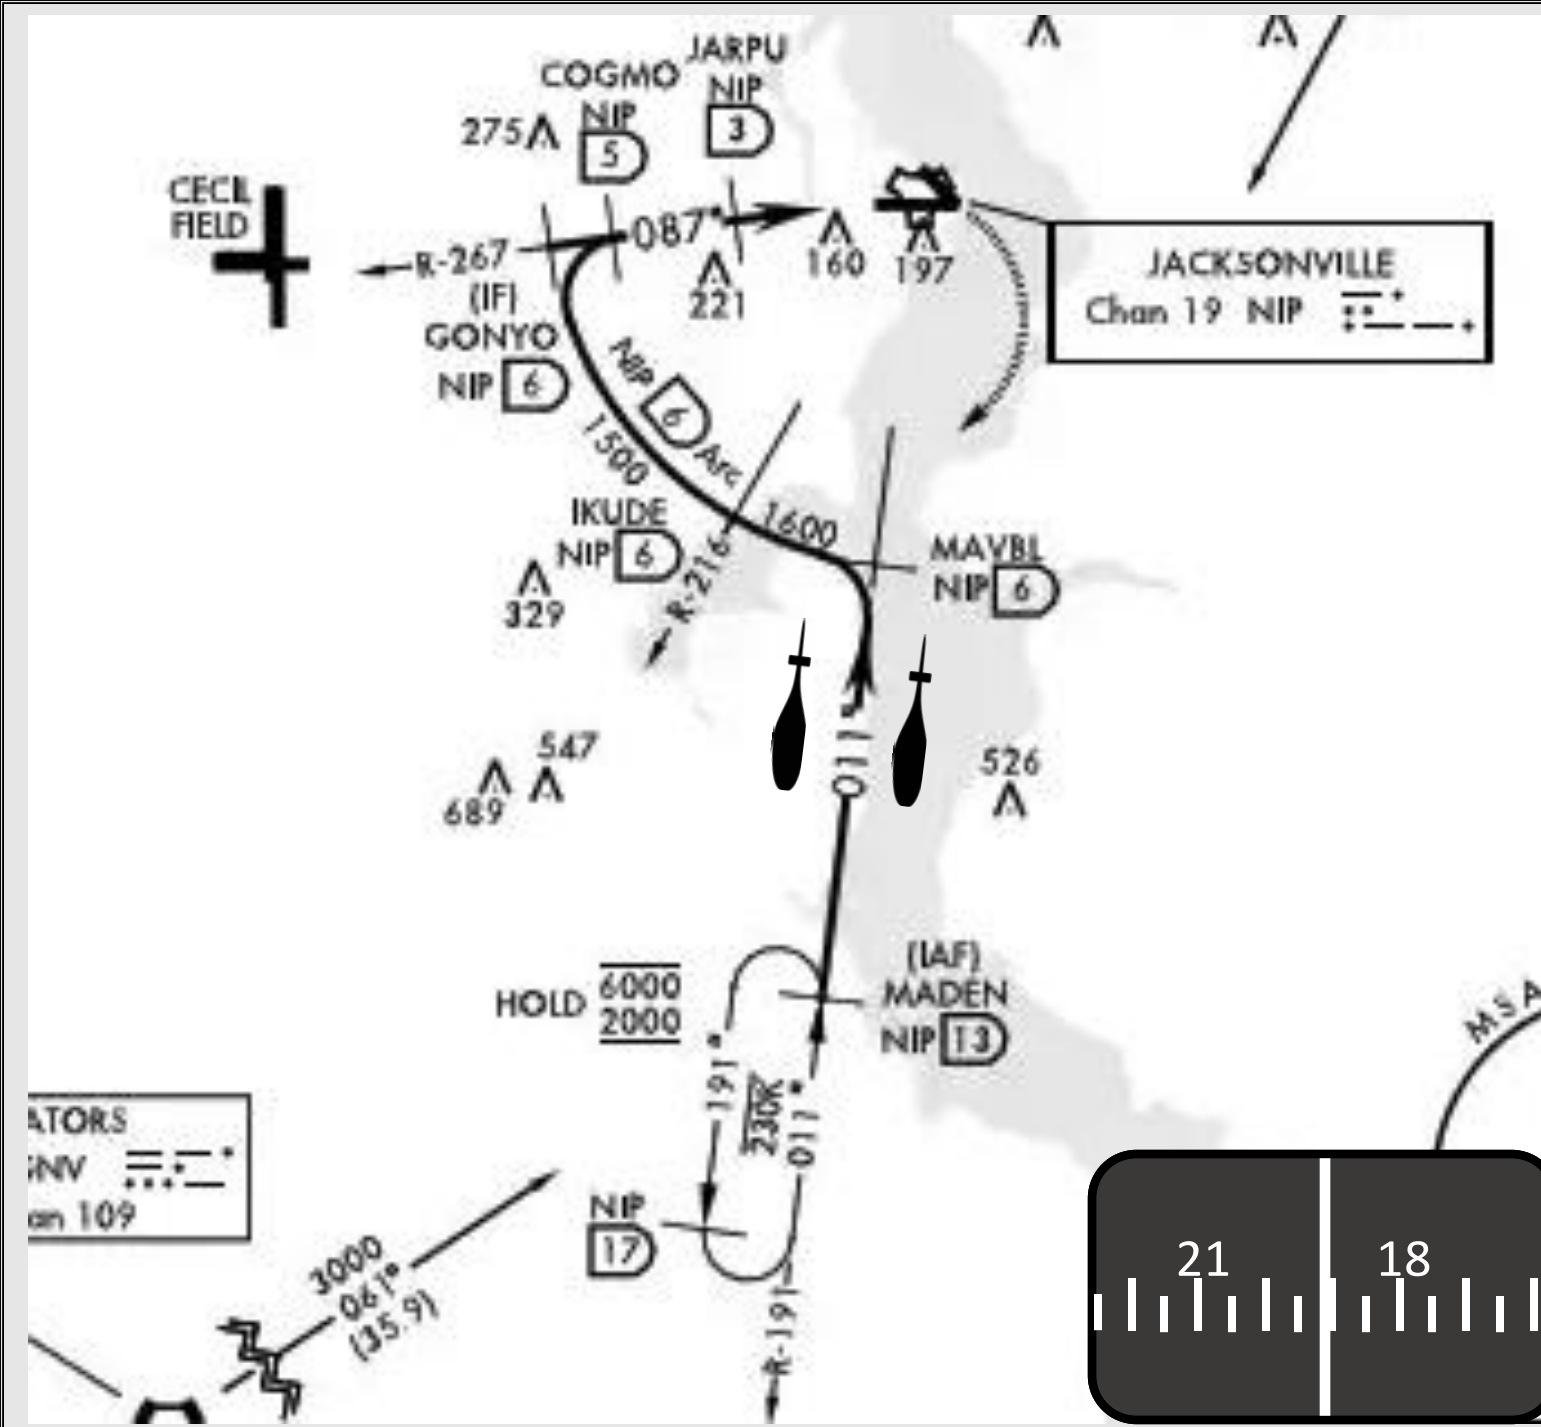 JARPU
NIP
3
COGMO
NIP
5
275
CECIL
FIELD
087°
R-267
(IF)
GONYO
NIP 6
221
160
197
JACKSONVILLE
Chan 19 NIP
NIP 6 Arc
1500
1600
IKUDE
NIP 6
R-216
MAVBL
NIP 6
329
547
689
526
011°
(IAF)
MADEN
NIP 13
HOLD 6000
2000
191°
230K
011°
NIP
17
R-191
MSA
ATORS
GNV
an 109
3000
061°
(35.9)
21 18